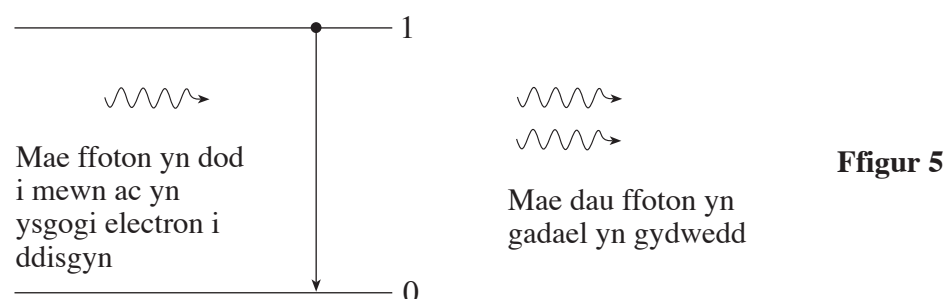 1
Mae ffoton yn dod
i mewn ac yn
ysgogi electron i
ddisgyn
Mae dau ffoton yn
gadael yn gydwedd
Ffigur 5
0